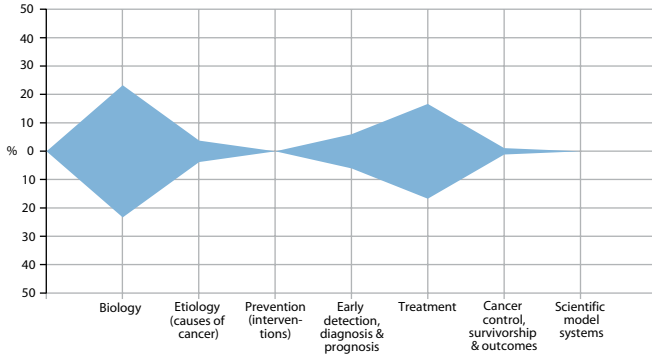 50
40
30
20
10
% 0
10
20
30
40
50
Biology
Etiology
(causes of
cancer)
Prevention
(interven-
tions)
Early
detection,
diagnosis &
prognosis
Treatment
Cancer
control,
survivorship
& outcomes
Scientific
model
systems